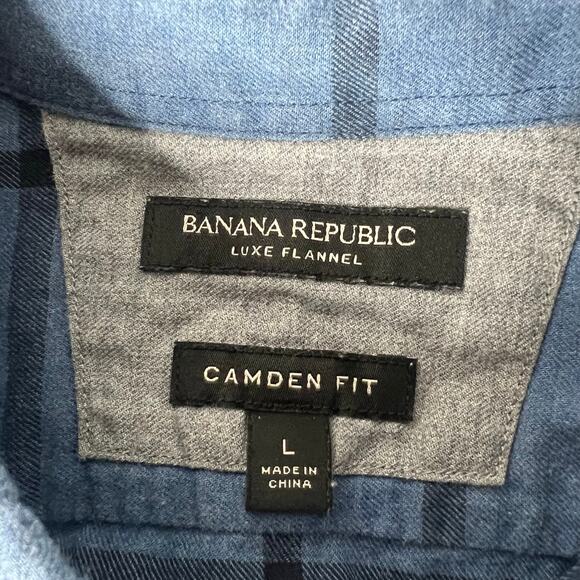 BANANA REPUBLIC
LUXE FLANNEL
CAMDEN FIT
L
MADE IN
CHINA